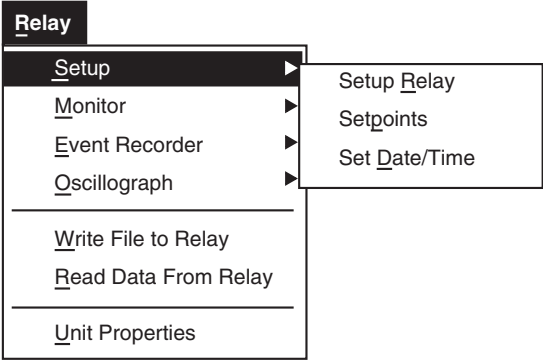 Relay
Setup
Monitor
Event Recorder
Oscillograph
Write File to Relay
Read Data From Relay
Unit Properties
Setup Relay
Setpoints
Set Date/Time